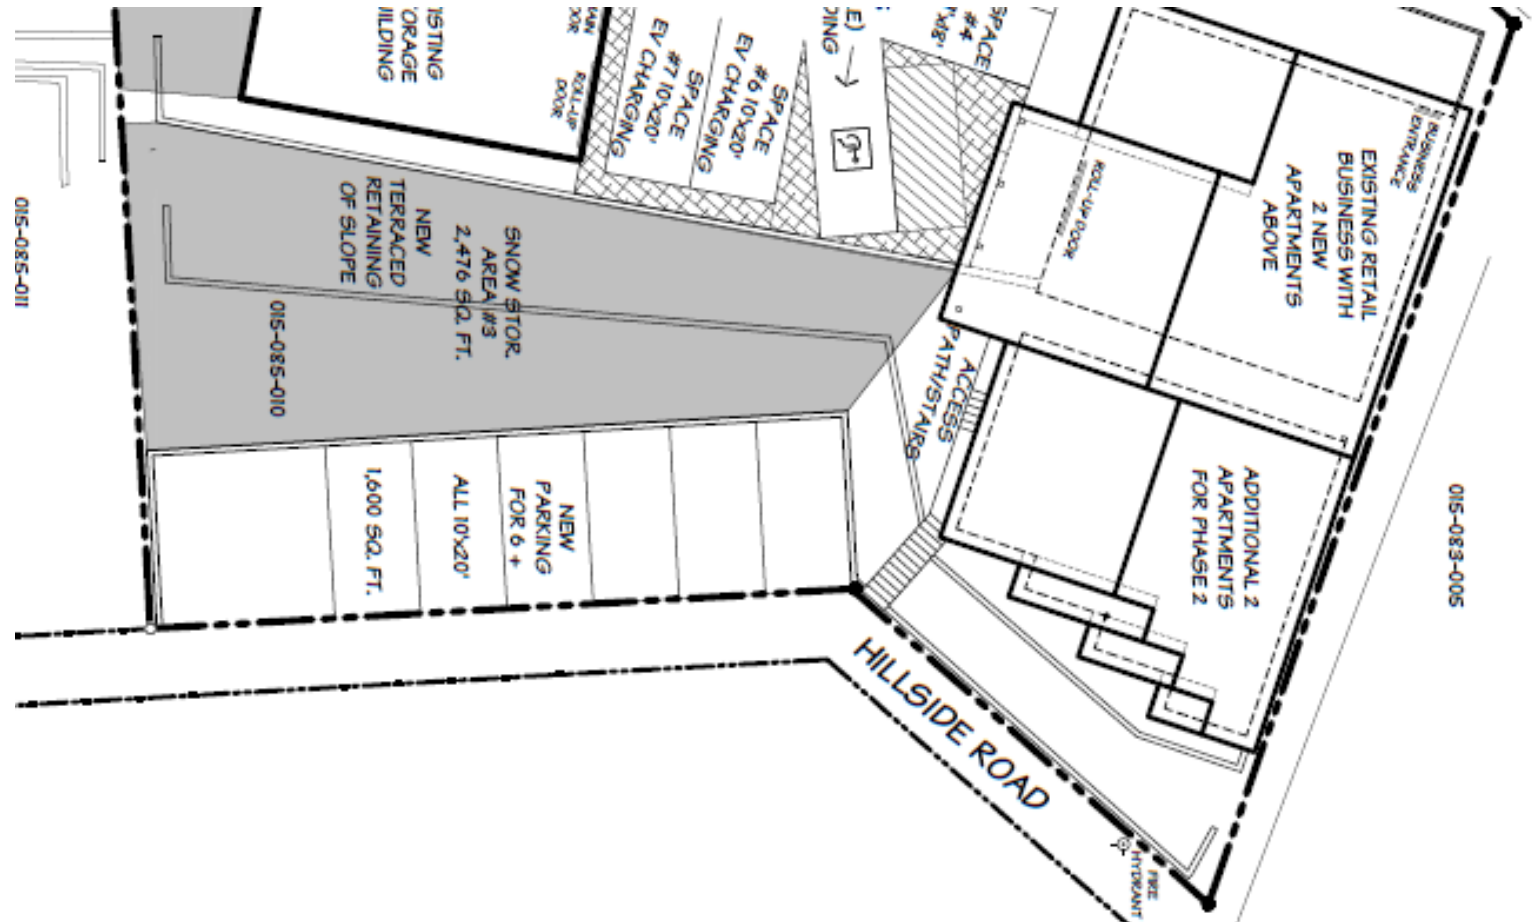 ISTING
ORAGE
ILDING
ROLL-UP
DOOR
SPACE
#7 10'x20'
EV CHARGING
SPACE
#6 10'x20'
EV CHARGING
SPACE
#4
BUSINESS
ENTRANCE
EXISTING RETAIL
BUSINESS WITH
2 NEW
APARTMENTS
ABOVE
ROLL-UP DOOR
SNOW STOR.
AREA #3
2,476 SQ. FT.
NEW
TERRACED
RETAINING
OF SLOPE
015-085-011
015-085-010
ACCESS
PATH/STAIRS
NEW
PARKING
FOR 6 +
ALL 10'x20'
1,600 SQ. FT.
ADDITIONAL 2
APARTMENTS
FOR PHASE 2
015-083-005
HILLSIDE ROAD
FIRE
HYDRANT